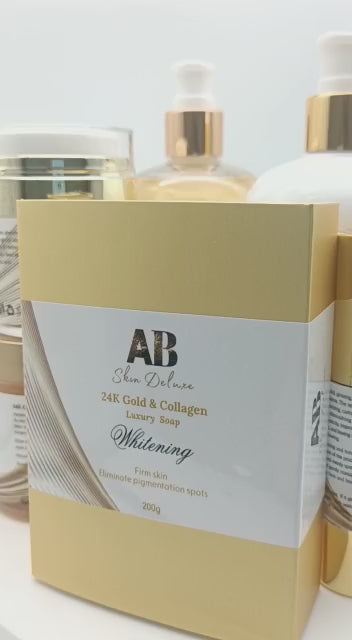 AB
Skin Deluxe
24K Gold & Collagen
Luxury Soap
Whitening
Firm skin
Eliminate pigmentation spots
200g